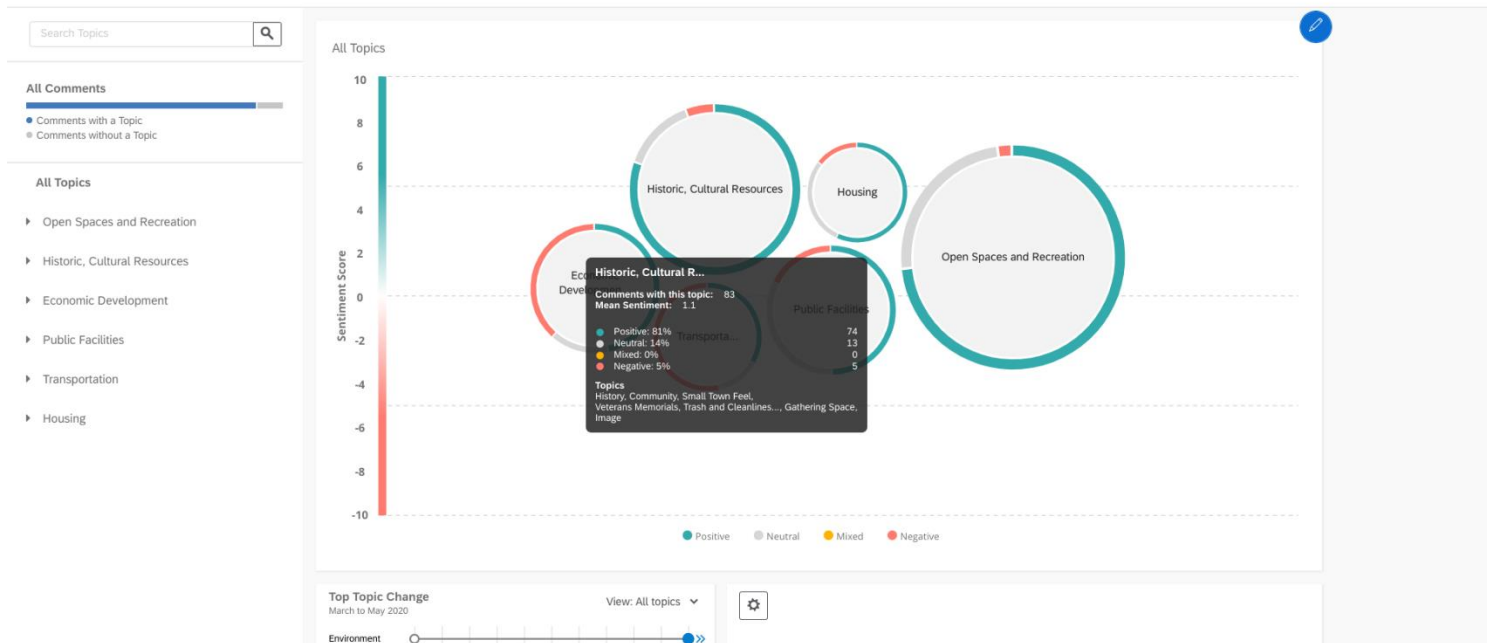 Search Topics
All Comments
Comments with a Topic
Comments without a Topic
All Topics
Open Spaces and Recreation
Historic, Cultural Resources
Economic Development
Public Facilities
Transportation
Housing
All Topics
10
8
6
4
2
0
-2
-4
-6
-8
-10
Sentiment Score
Historic, Cultural Resources
Housing
Open Spaces and Recreation
Public Facilities
Transporta...
Historic, Cultural R...
Comments with this topic: 83
Mean Sentiment: 1.1
Positive: 81% 74
Neutral: 14% 13
Mixed: 0% 0
Negative: 5% 5
Topics
History, Community, Small Town Feel,
Veterans Memorials, Trash and Cleanlines..., Gathering Space,
Image
Positive
Neutral
Mixed
Negative
Top Topic Change
March to May 2020
View: All topics
Environment